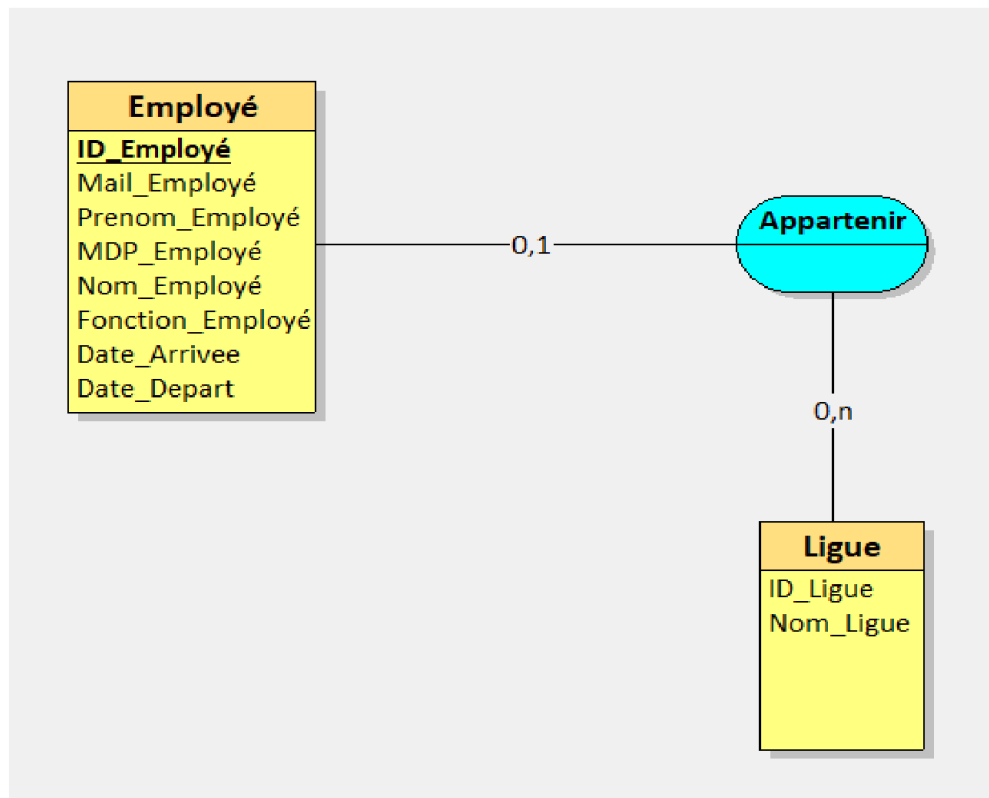 Employé
ID_Employé
Mail_Employé
Prenom_Employé
MDP_Employé
Nom_Employé
Fonction_Employé
Date_Arrivee
Date_Depart
0,1
Appartenir
0,n
Ligue
ID_Ligue
Nom_Ligue